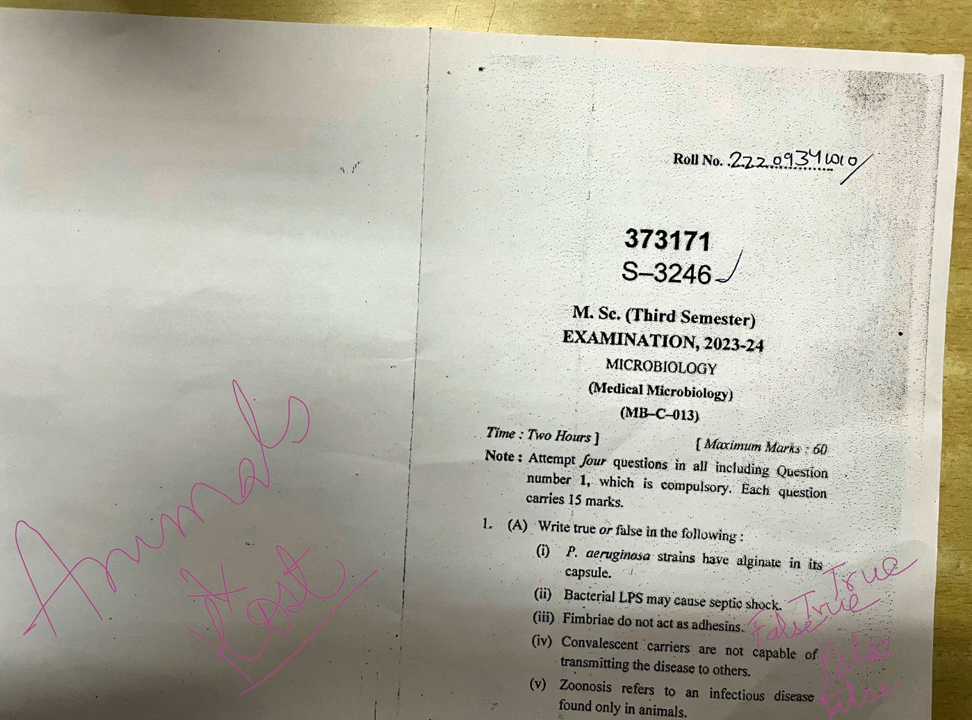 Roll No. 22209341010/
373171
S–3246
M. Sc. (Third Semester)
EXAMINATION, 2023-24
MICROBIOLOGY
(Medical Microbiology)
(MB–C–013)
Time : Two Hours ] [ Maximum Marks : 60
Note : Attempt four questions in all including Question
number 1, which is compulsory. Each question
carries 15 marks.
1. (A) Write true or false in the following :
(i) P. aeruginosa strains have alginate in its
capsule. True
(ii) Bacterial LPS may cause septic shock. True
(iii) Fimbriae do not act as adhesins. False
(iv) Convalescent carriers are not capable of
transmitting the disease to others. False
(v) Zoonosis refers to an infectious disease False
found only in animals.
Animals
Host